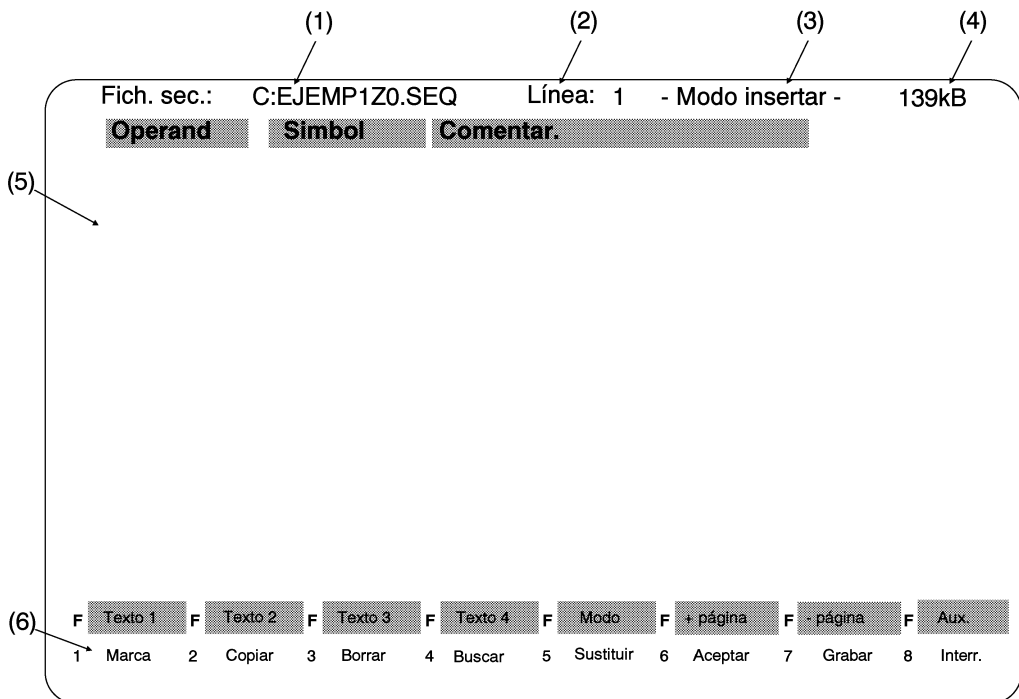 (1) (2) (3) (4)
Fich. sec.: C:EJEMP1Z0.SEQ Línea: 1 - Modo insertar - 139kB
Operand Simbol Comentar.
(5)
F Texto 1 F Texto 2 F Texto 3 F Texto 4 F Modo F + página F - página F Aux.
(6)
1 Marca 2 Copiar 3 Borrar 4 Buscar 5 Sustituir 6 Aceptar 7 Grabar 8 Interr.